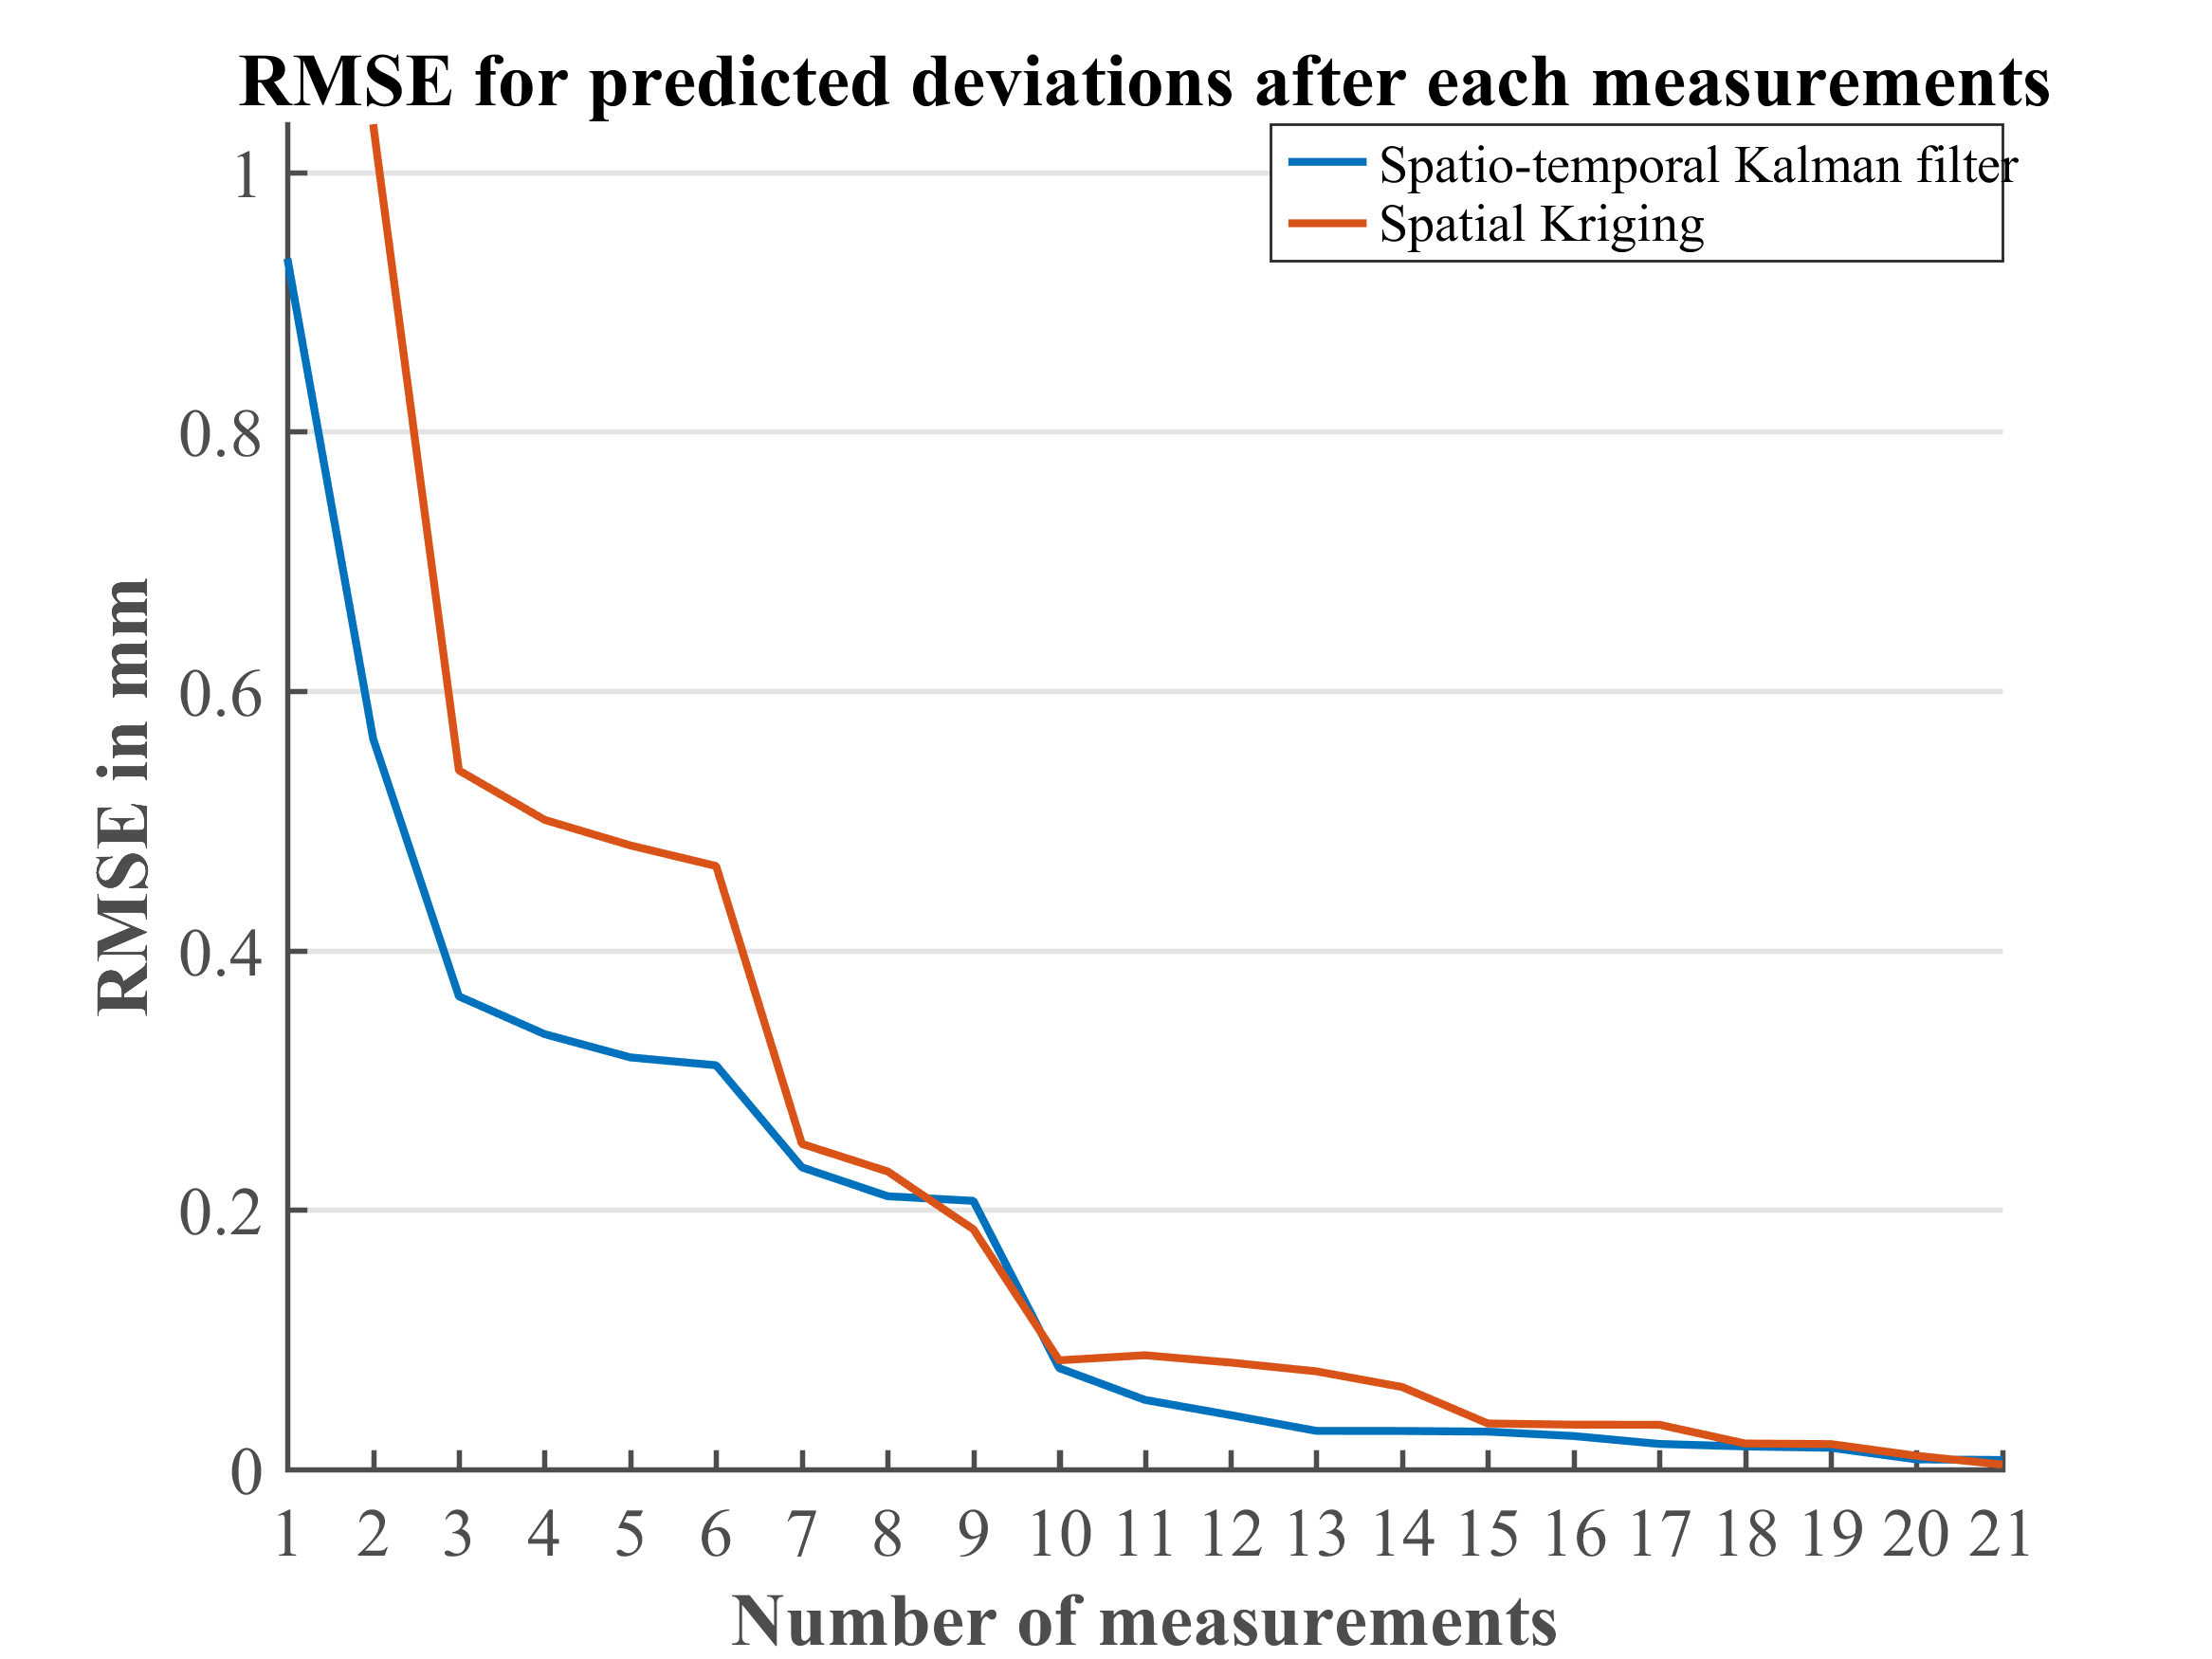 RMSE for predicted deviations after each measurements
Spatio-temporal Kalman filter
Spatial Kriging
RMSE in mm
1
0.8
0.6
0.4
0.2
0
1 2 3 4 5 6 7 8 9 10 11 12 13 14 15 16 17 18 19 20 21
Number of measurements